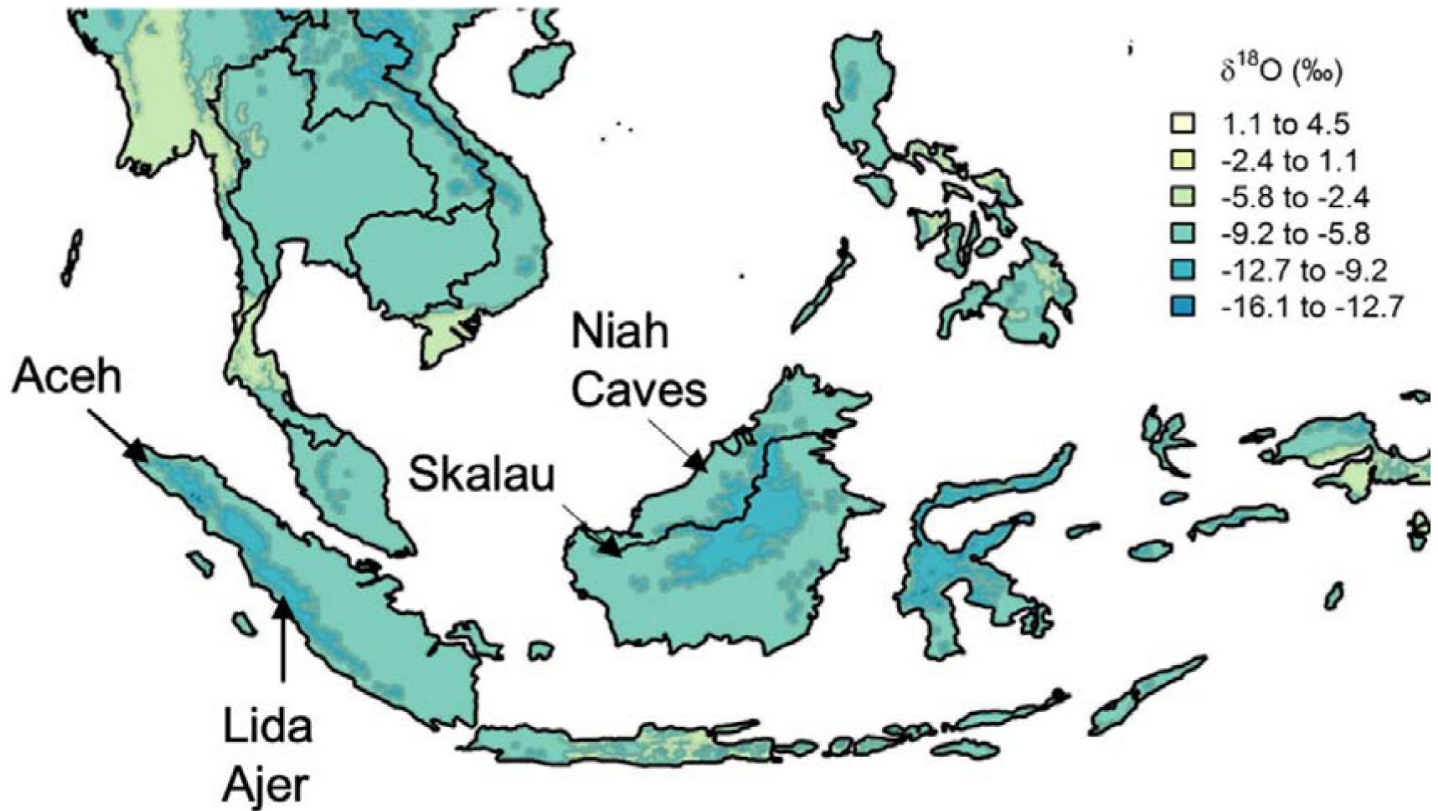 δ18O (‰)
1.1 to 4.5
-2.4 to 1.1
-5.8 to -2.4
-9.2 to -5.8
-12.7 to -9.2
-16.1 to -12.7
Niah
Caves
Aceh
Skalau
Lida
Ajer